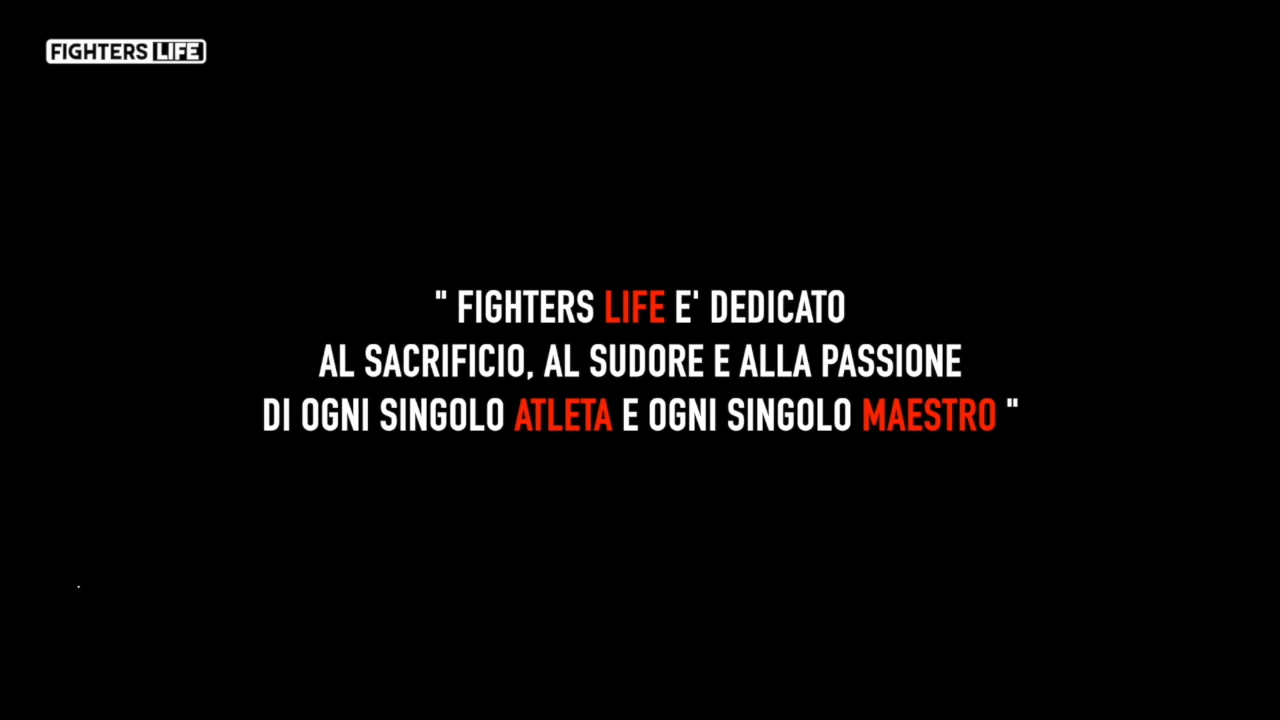 FIGHTERS LIFE
" FIGHTERS LIFE E' DEDICATO
AL SACRIFICIO, AL SUDORE E ALLA PASSIONE
DI OGNI SINGOLO ATLETA E OGNI SINGOLO MAESTRO "